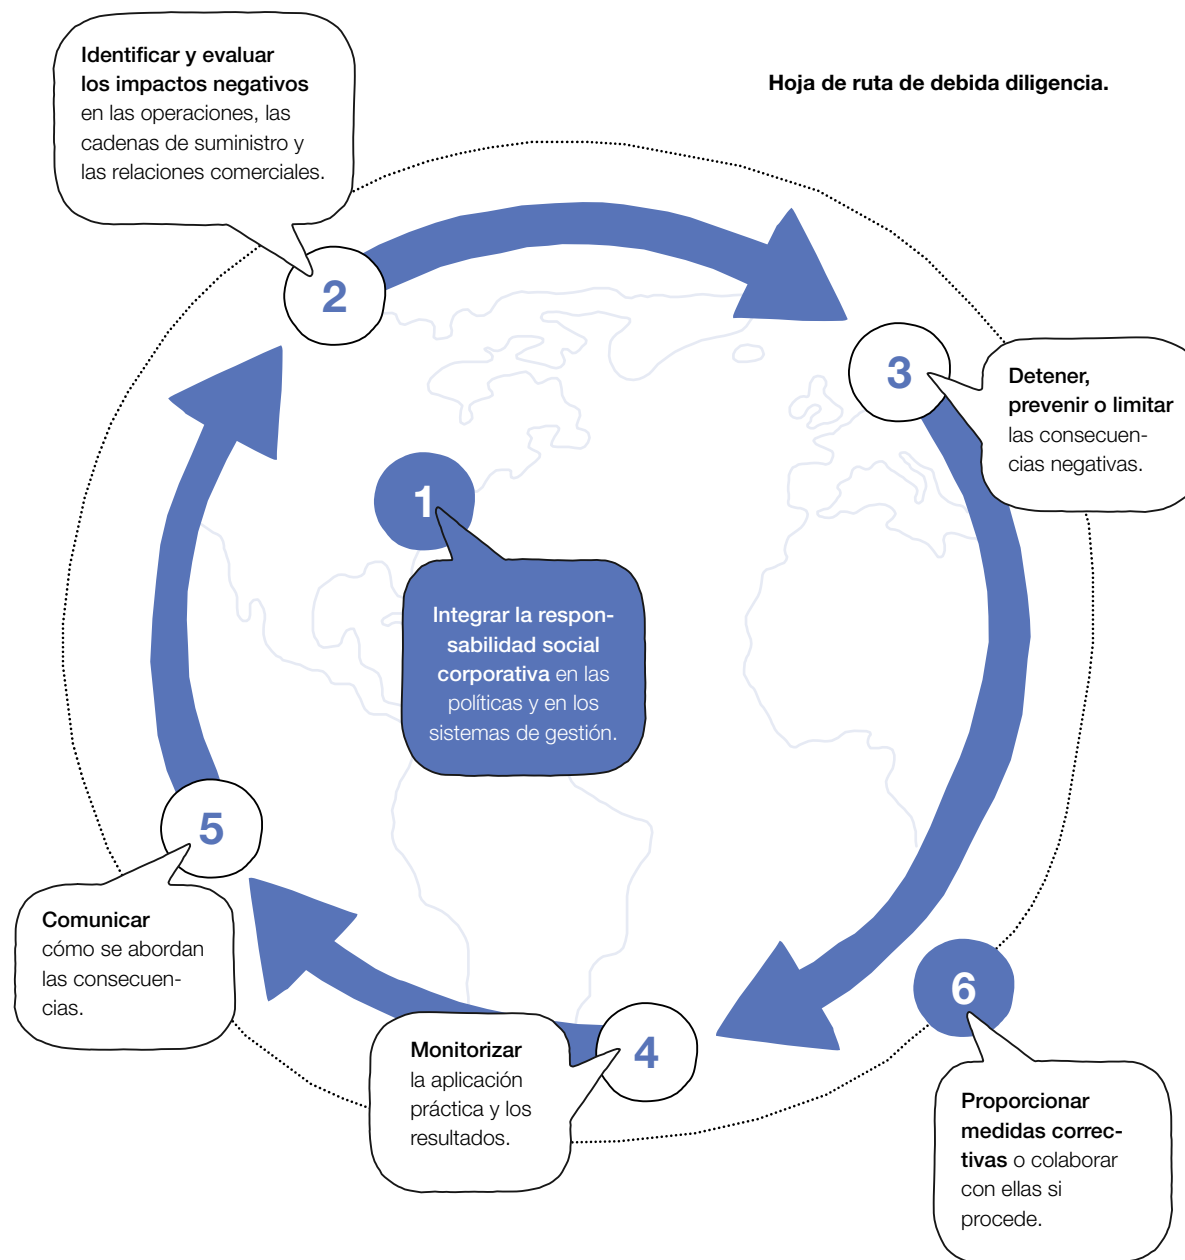 Hoja de ruta de debida diligencia.
1
Integrar la respon-
sabilidad social
corporativa en las
políticas y en los
sistemas de gestión.
2
Identificar y evaluar
los impactos negativos
en las operaciones, las
cadenas de suministro y
las relaciones comerciales.
3
Detener,
prevenir o limitar
las consecuen-
cias negativas.
4
Monitorizar
la aplicación
práctica y los
resultados.
5
Comunicar
cómo se abordan
las consecuen-
cias.
6
Proporcionar
medidas correc-
tivas o colaborar
con ellas si
procede.